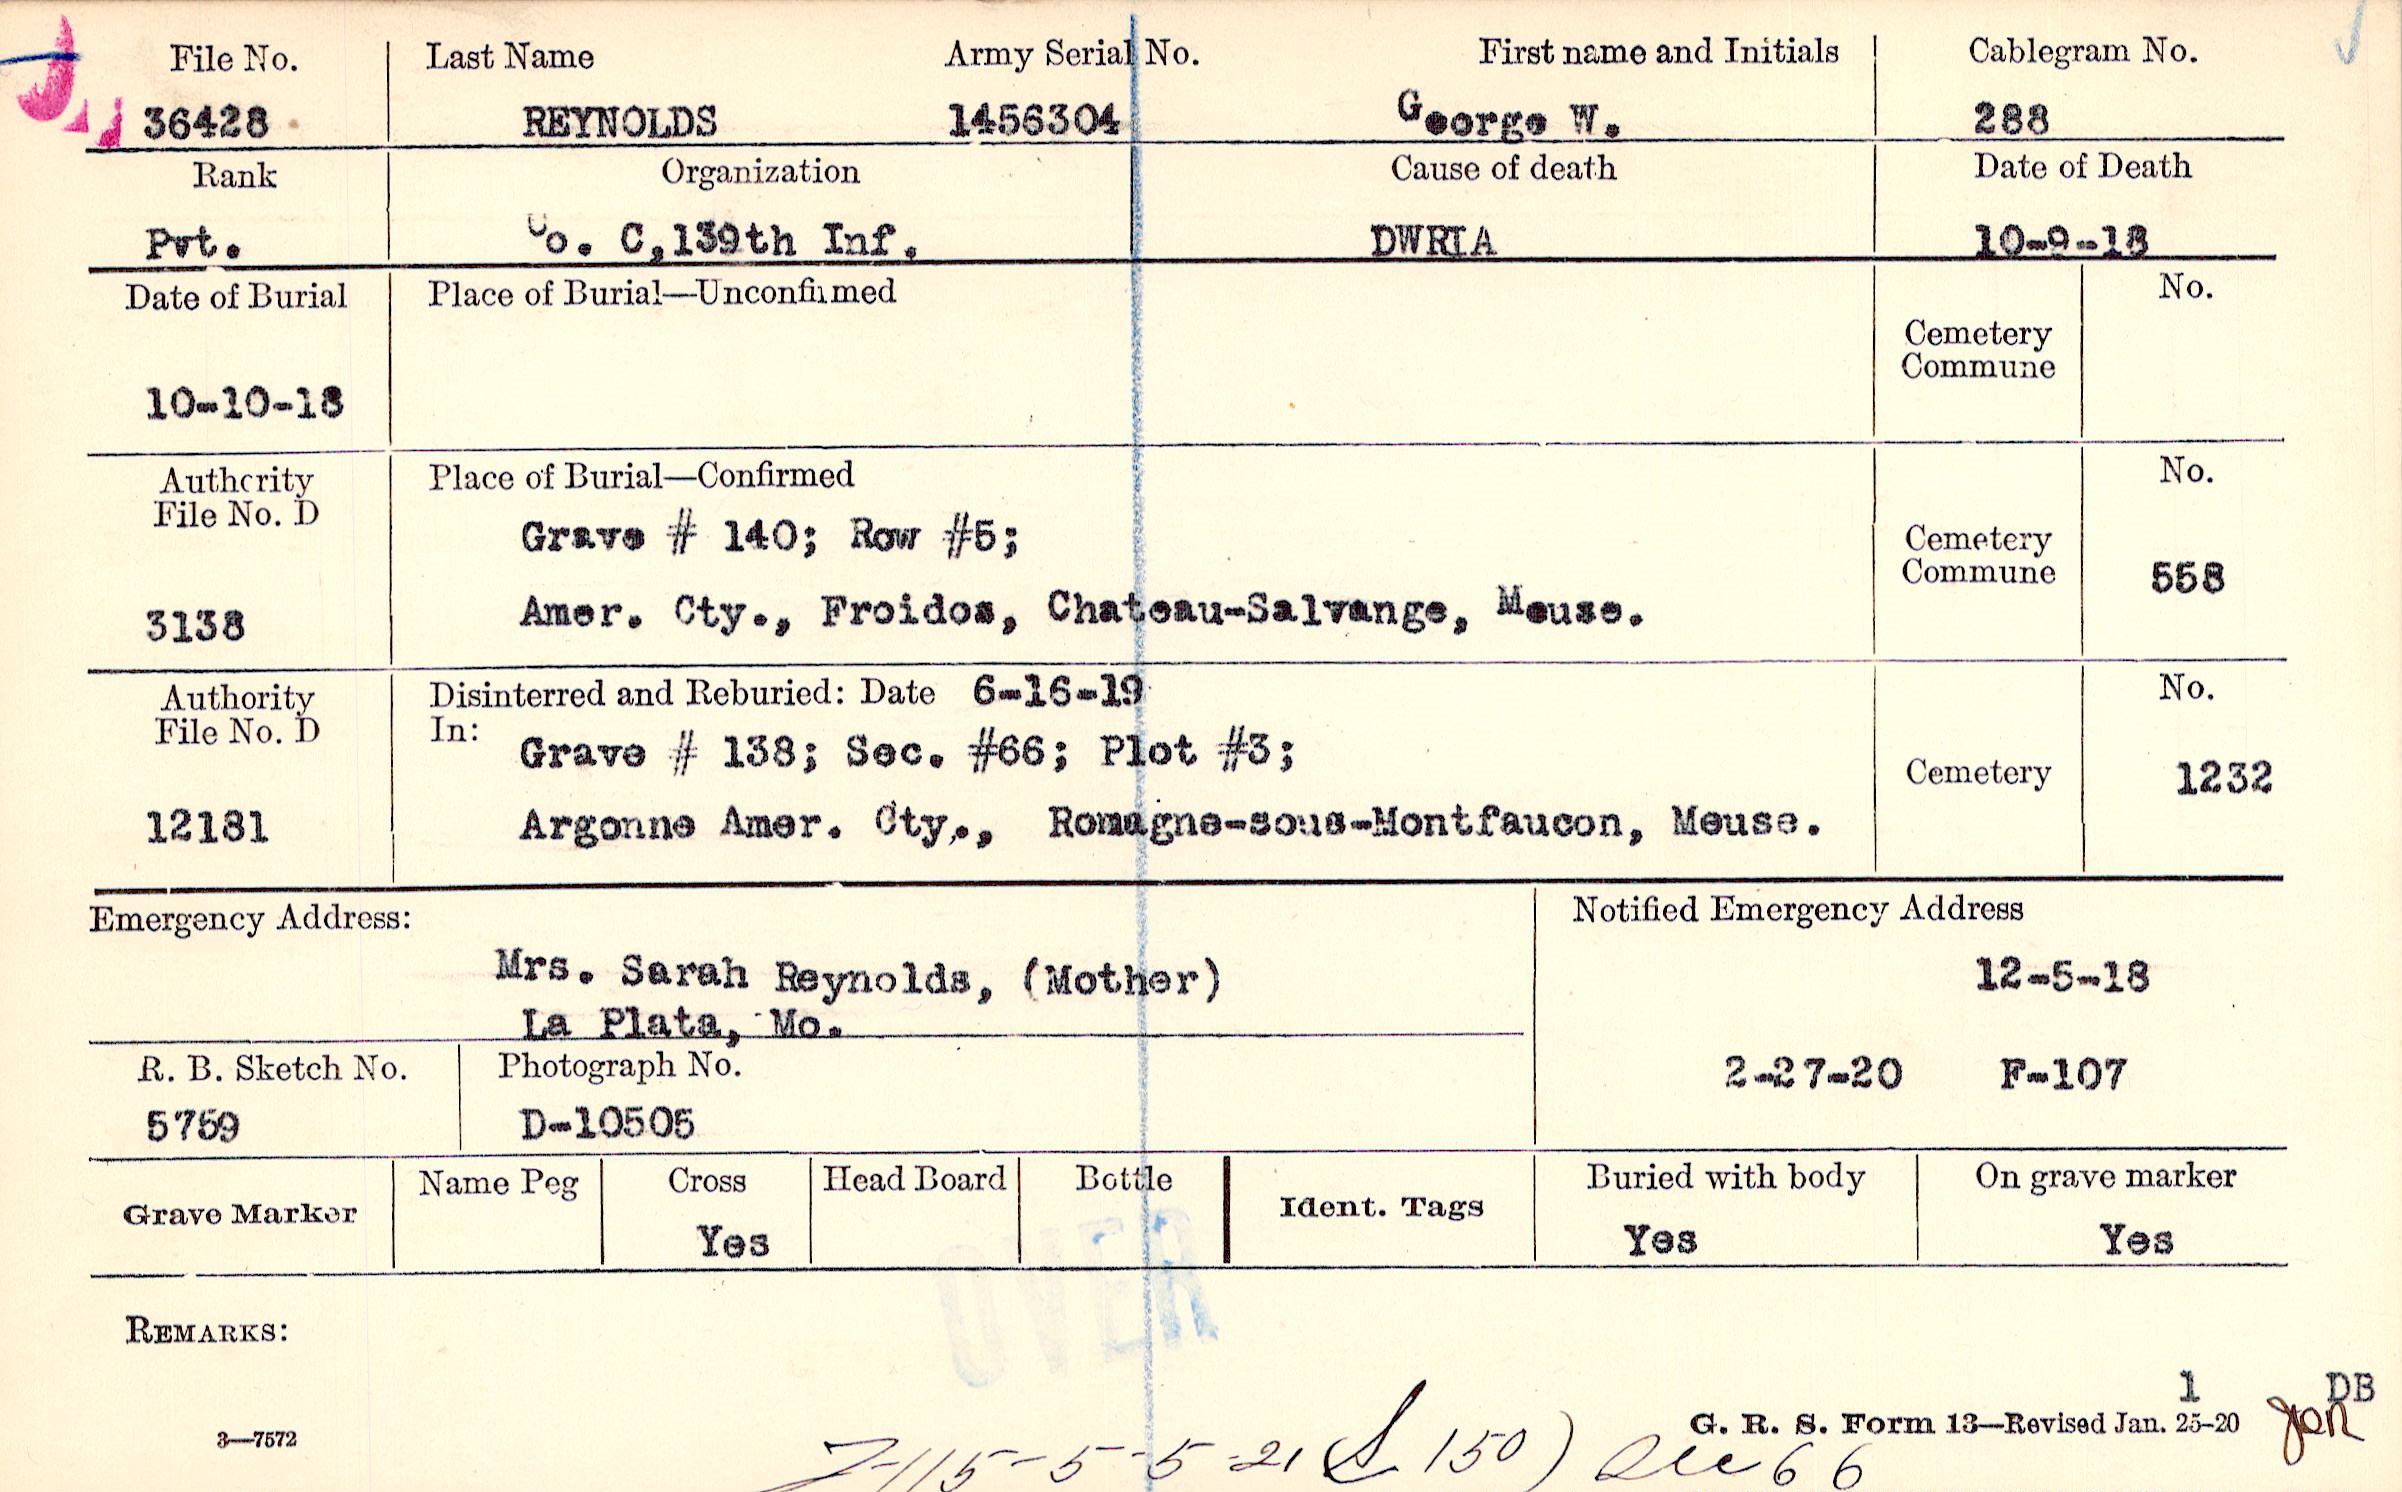 File No. Last Name Army Serial No. First name and Initials Cablegram No.
36428 REYNOLDS 1456304 George W. 288
Rank Organization Cause of death Date of Death
Pvt. Co. C,139th Inf. DWRIA 10-9-18
Date of Burial Place of Burial—Unconfirmed No.
Cemetery
Commune
10-10-18
Authority Place of Burial—Confirmed No.
File No. D
Grave # 140; Row #5;
Cemetery
Commune 558
3138 Amer. Cty., Froidos, Chateau-Salvange, Meuse.
Authority Disinterred and Reburied: Date 6-16-19 No.
File No. D In:
Grave # 138; Sec. #66; Plot #3;
Cemetery 1232
12181 Argonne Amer. Cty., Romagne-sous-Montfaucon, Meuse.
Emergency Address: Notified Emergency Address
Mrs. Sarah Reynolds, (Mother) 12-5-18
La Plata, Mo.
R. B. Sketch No. Photograph No. 2-27-20 F-107
5759 D-10505
Grave Marker Name Peg Cross Head Board Bottle Ident. Tags Buried with body On grave marker
Yes Yes Yes
OVER
REMARKS:
1 DB
G. R. S. Form 13—Revised Jan. 25-20
3—7572
-115-5-5-21 ( 150) 66